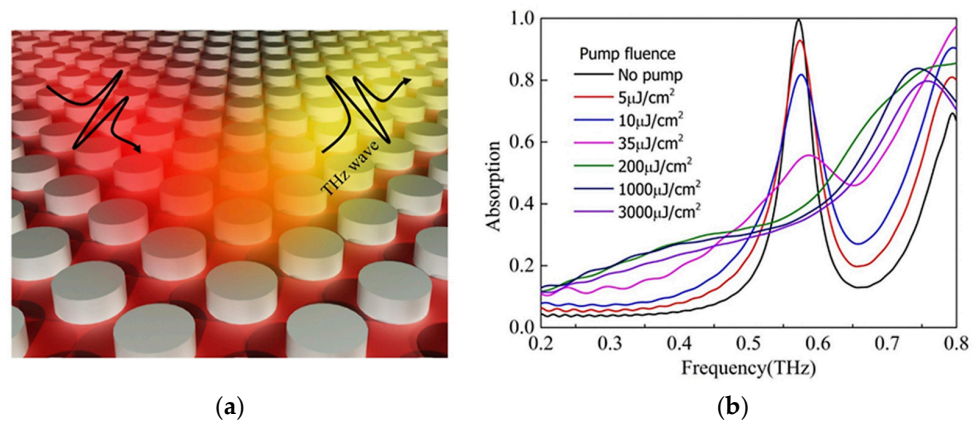 THz wave
1.0
0.8
0.6
0.4
0.2
0.0
Absorption
Pump fluence
No pump
5μJ/cm²
10μJ/cm²
35μJ/cm²
200μJ/cm²
1000μJ/cm²
3000μJ/cm²
0.2 0.3 0.4 0.5 0.6 0.7 0.8
Frequency(THz)
(a) (b)